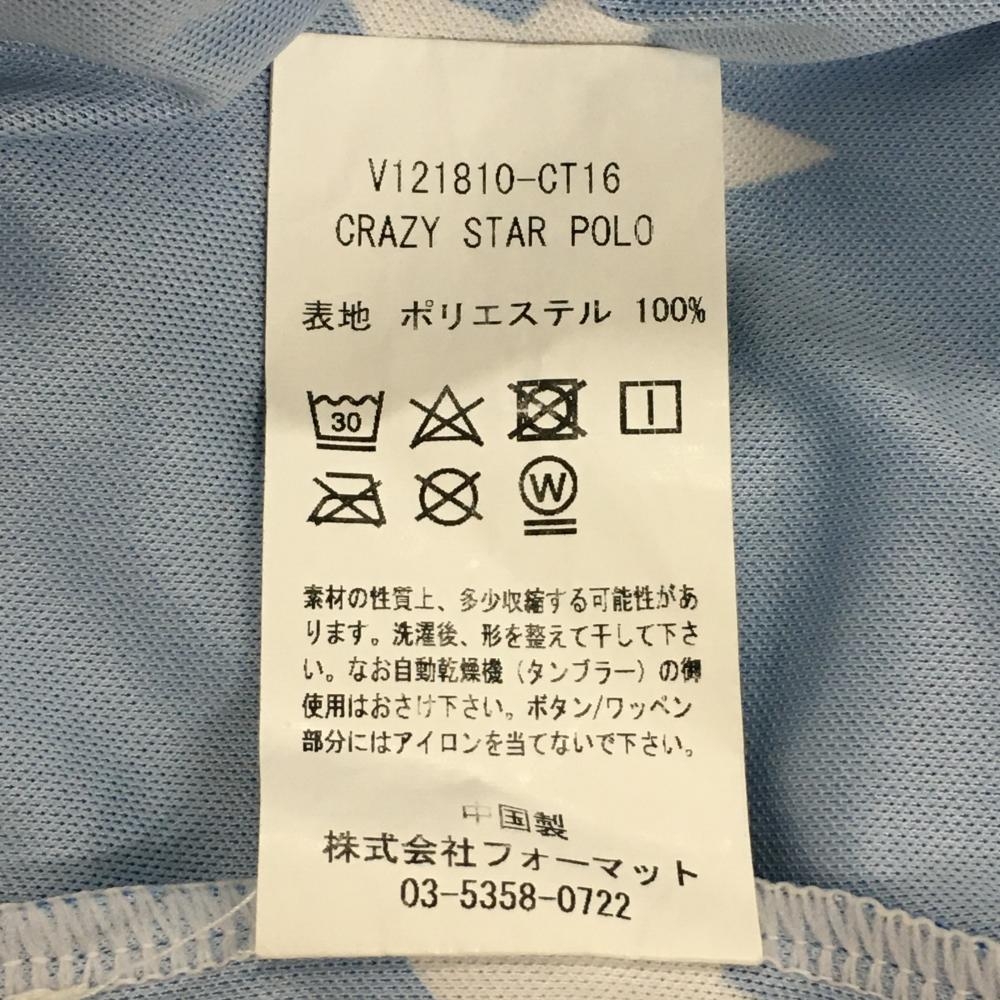 V121810-CT16
CRAZY STAR POLO
表地 ポリエステル 100%
30
W
素材の性質上、多少収縮する可能性があ
ります。洗濯後、形を整えて干して下さ
い。なお自動乾燥機（タンブラー）の御
使用はおさけ下さい。ボタン/ワッペン
部分にはアイロンを当てないで下さい。
中国製
株式会社フォーマット
03-5358-0722